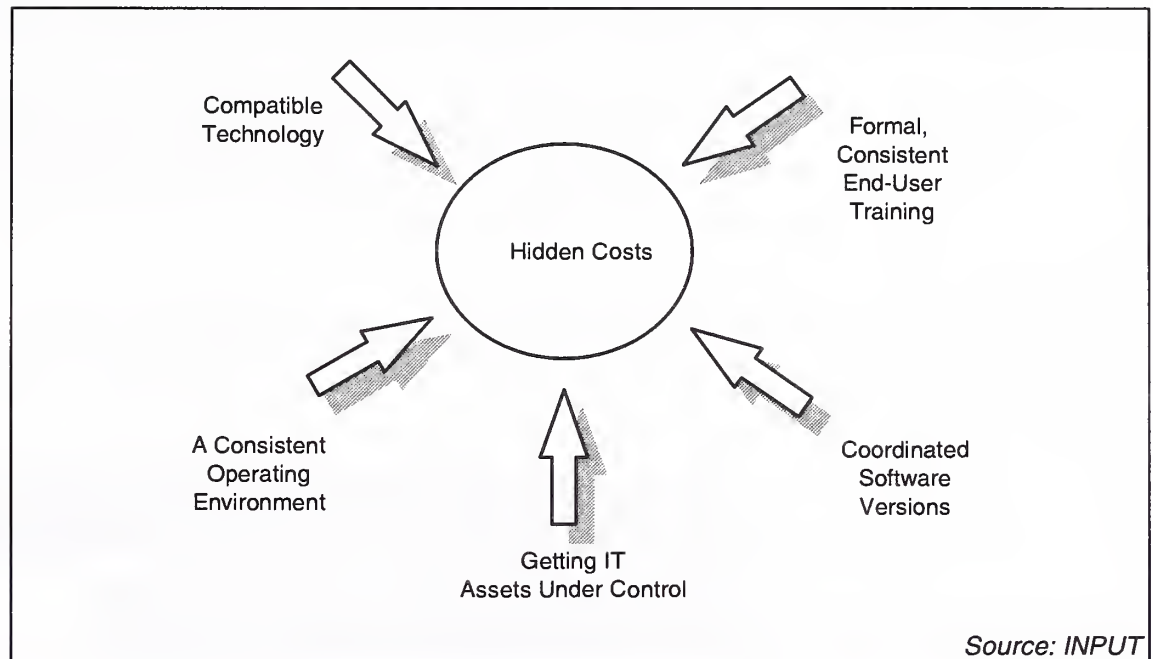 Compatible
Technology
Formal,
Consistent
End-User
Training
Hidden Costs
A Consistent
Operating
Environment
Coordinated
Software
Versions
Getting IT
Assets Under Control
Source: INPUT